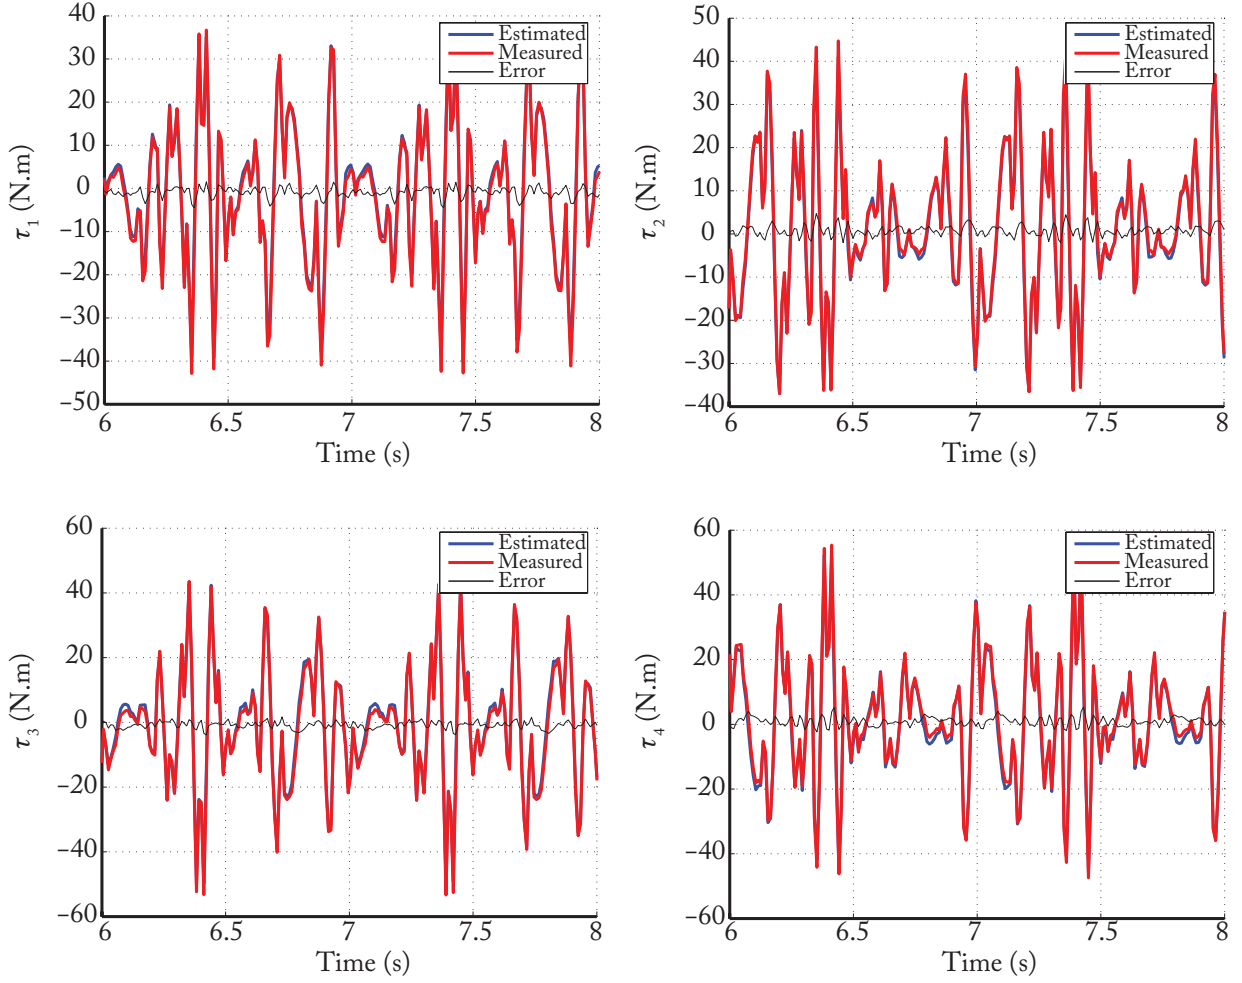 40
30
20
10
0
−10
−20
−30
−40
−50
τ1 (N.m)
Estimated
Measured
Error
6
6.5
7
7.5
8
Time (s)
50
40
30
20
10
0
−10
−20
−30
−40
τ2 (N.m)
Estimated
Measured
Error
6
6.5
7
7.5
8
Time (s)
60
40
20
0
−20
−40
−60
τ3 (N.m)
Estimated
Measured
Error
6
6.5
7
7.5
8
Time (s)
60
40
20
0
−20
−40
−60
τ4 (N.m)
Estimated
Measured
Error
6
6.5
7
7.5
8
Time (s)